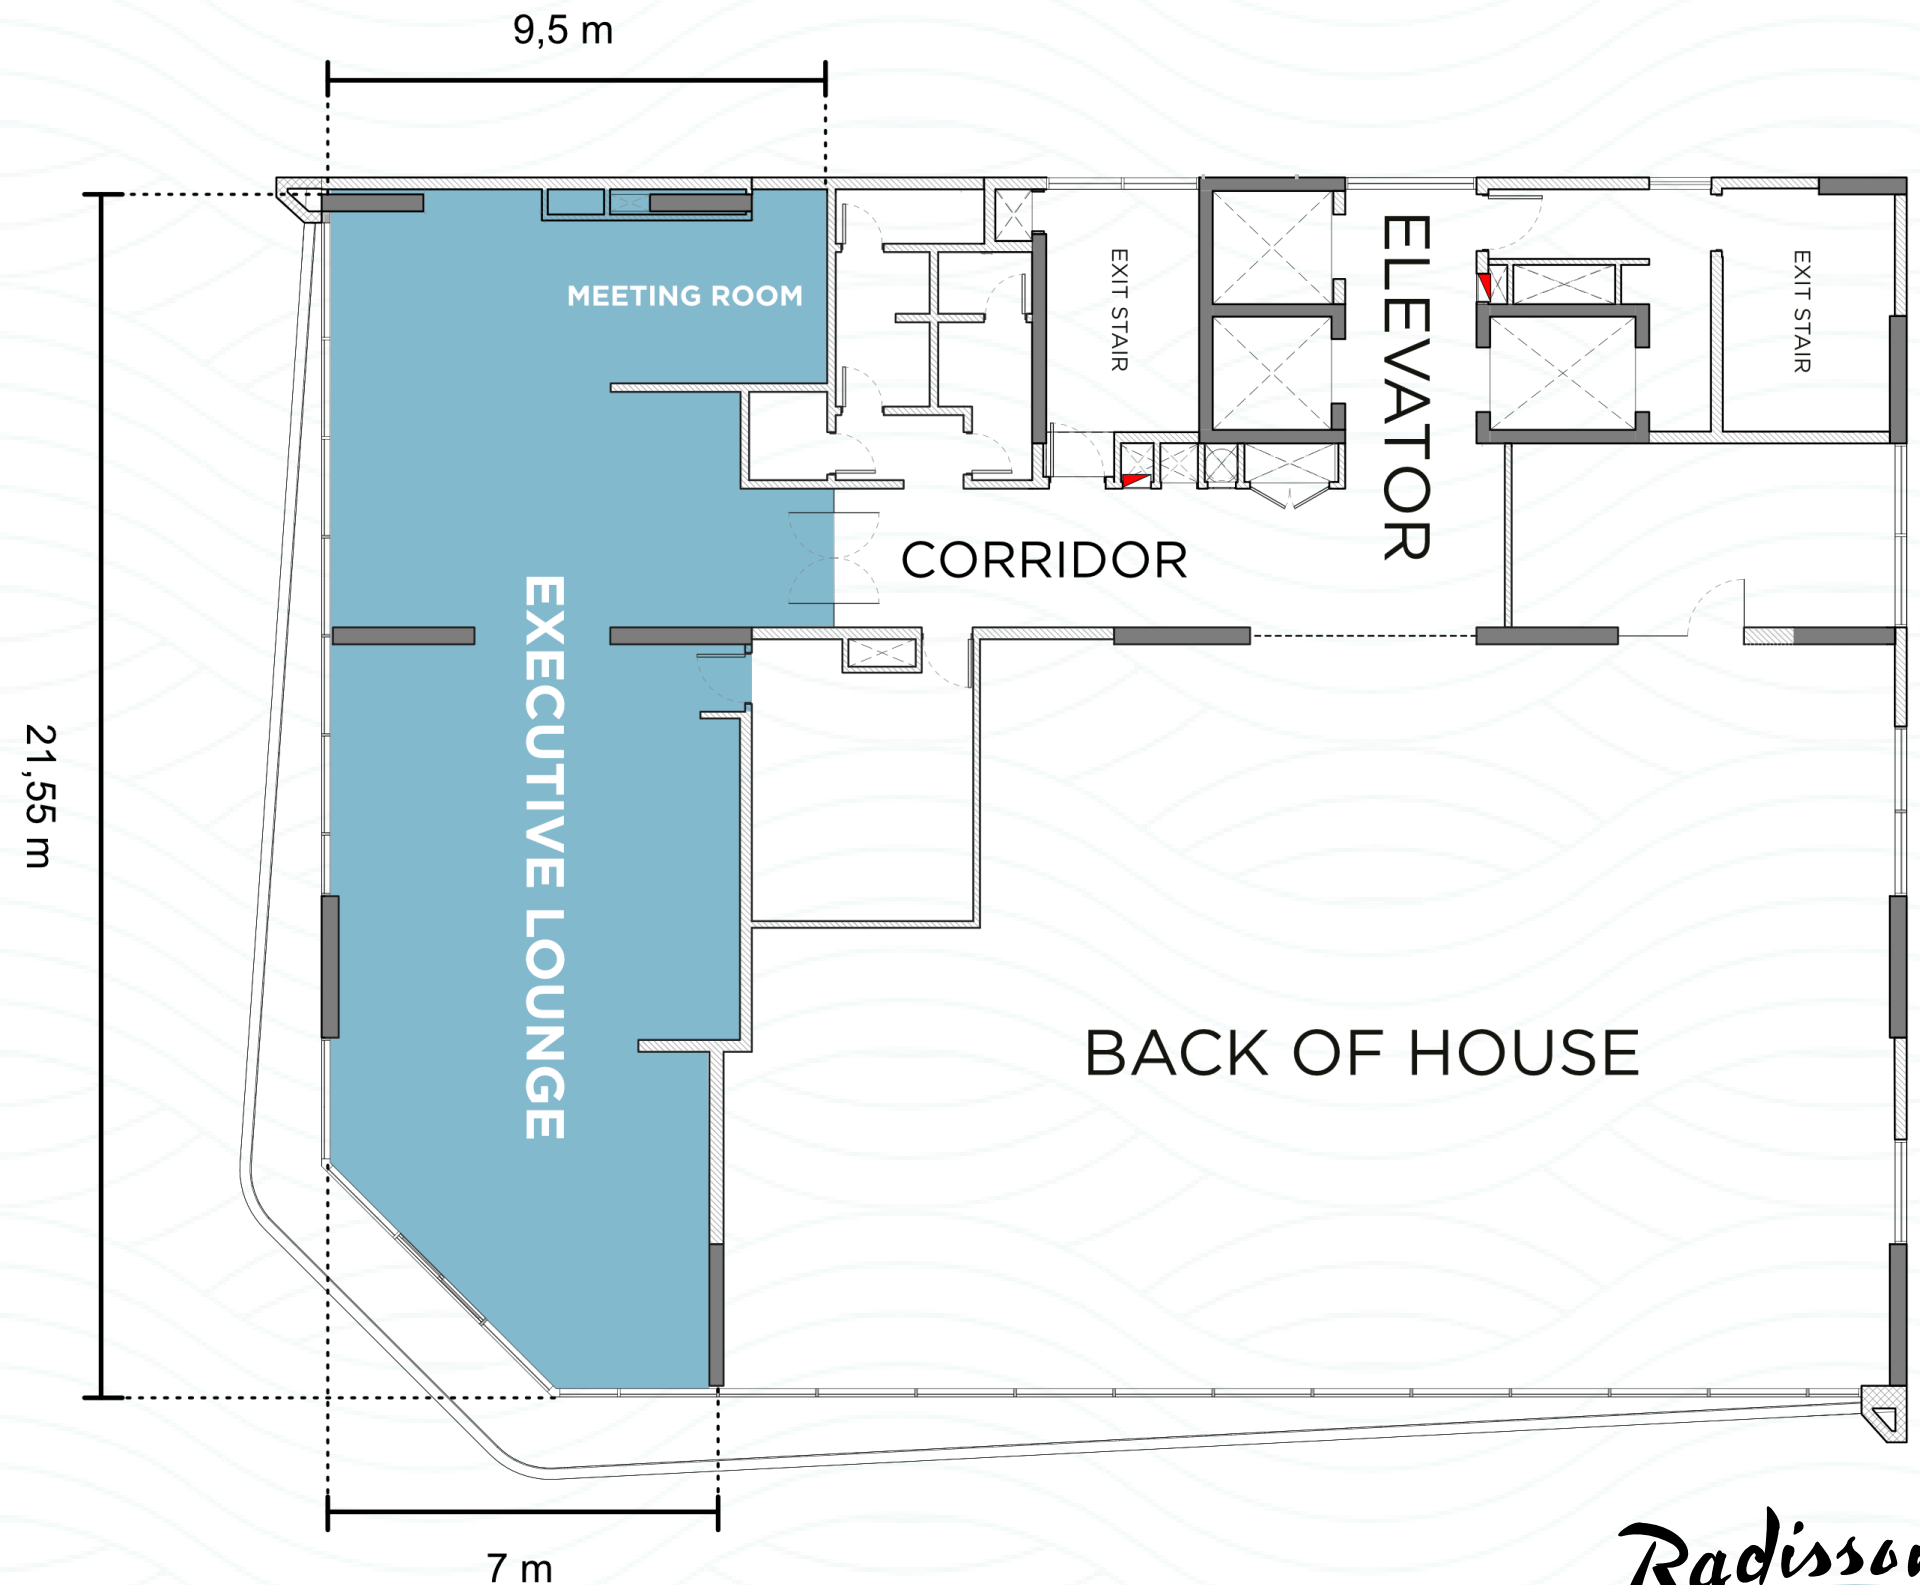 9,5 m
MEETING ROOM
EXIT STAIR
ELEVATOR
EXIT STAIR
CORRIDOR
EXECUTIVE LOUNGE
21,55 m
BACK OF HOUSE
7 m
Radisson